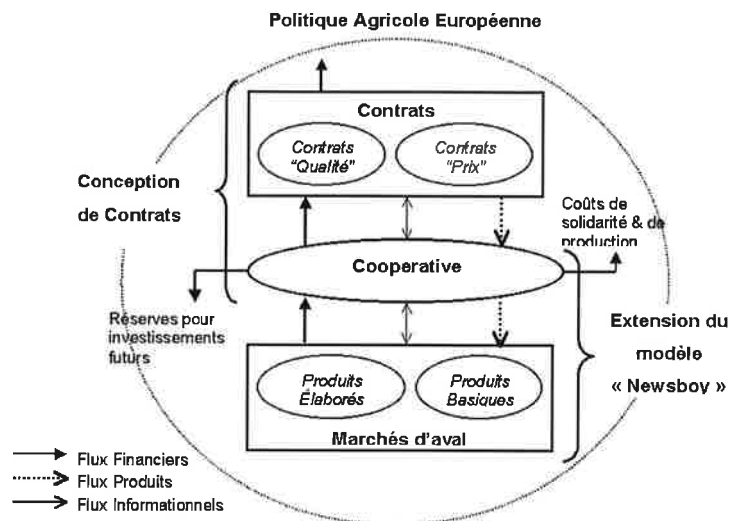 Politique Agricole Européenne
Contrats
Contrats
"Qualité"
Contrats
"Prix"
Conception
de Contrats
Coûts de
solidarité & de
production
Cooperative
Réserves pour
investissements
futurs
Extension du
modèle
« Newsboy »
Produits
Élaborés
Produits
Basiques
Marchés d'aval
Flux Financiers
Flux Produits
Flux Informationnels